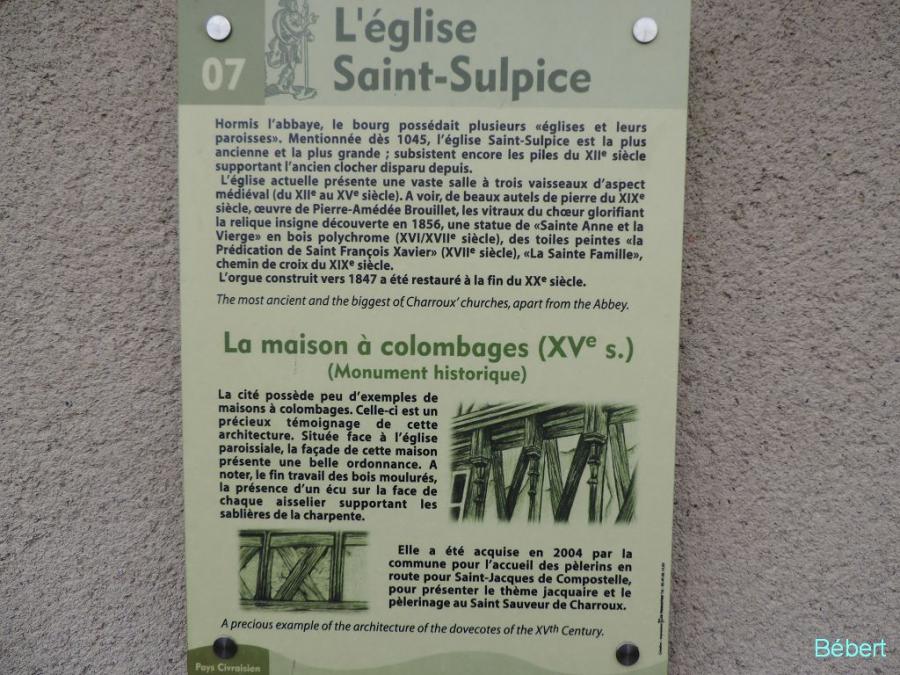 07
L'église
Saint-Sulpice
Hormis l'abbaye, le bourg possédait plusieurs «églises et leurs
paroisses». Mentionnée dès 1045, l'église Saint-Sulpice est la plus
ancienne et la plus grande ; subsistent encore les piles du XIIe siècle
supportant l'ancien clocher disparu depuis.
L'église actuelle présente une vaste salle à trois vaisseaux d'aspect
médiéval (du XIIe au XVe siècle). A voir, de beaux autels de pierre du XIXe
siècle, œuvre de Pierre-Amédée Brouillet, les vitraux du chœur glorifiant
la relique insigne découverte en 1856, une statue de «Sainte Anne et la
Vierge» en bois polychrome (XVI/XVIIe siècle), des toiles peintes «la
Prédication de Saint François Xavier» (XVIIe siècle), «La Sainte Famille»,
chemin de croix du XIXe siècle.
L'orgue construit vers 1847 a été restauré à la fin du XXe siècle.
The most ancient and the biggest of Charroux' churches, apart from the Abbey.
La maison à colombages (XVe s.)
(Monument historique)
La cité possède peu d'exemples de
maisons à colombages. Celle-ci est un
précieux témoignage de cette
architecture. Située face à l'église
paroissiale, la façade de cette maison
présente une belle ordonnance. A
noter, le fin travail des bois moulurés,
la présence d'un écu sur la face de
chaque aisselier supportant les
sablières de la charpente.
Elle a été acquise en 2004 par la
commune pour l'accueil des pèlerins en
route pour Saint-Jacques de Compostelle,
pour présenter le thème jacquaire et le
pèlerinage au Saint Sauveur de Charroux.
A precious example of the architecture of the dovecotes of the XVth Century.
Pays Civraisien
Bébert